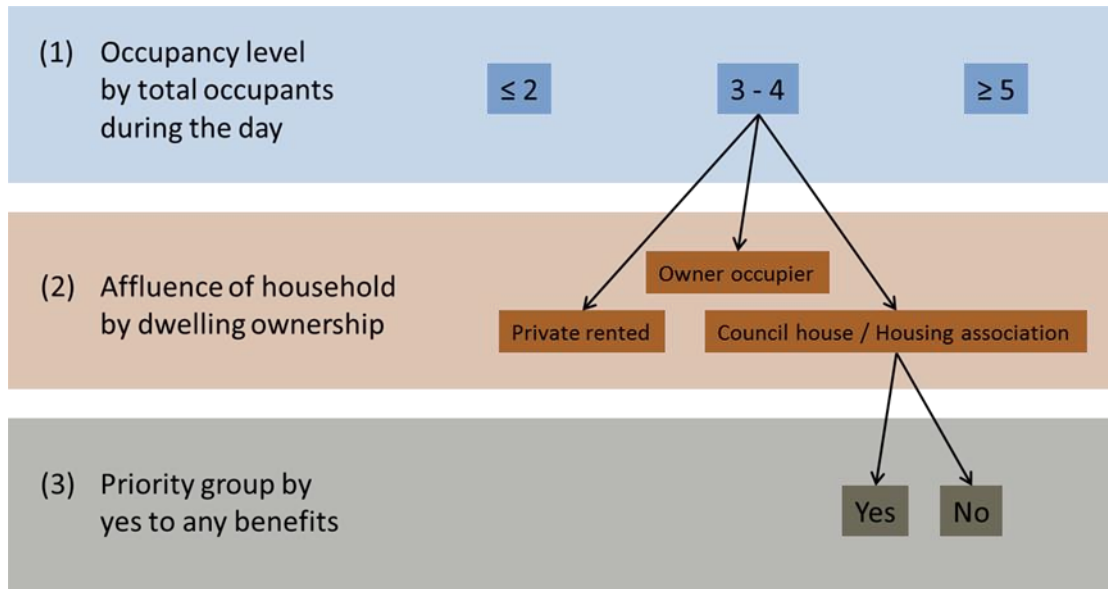 (1) Occupancy level
by total occupants
during the day
≤ 2
3 - 4
≥ 5
(2) Affluence of household
by dwelling ownership
Owner occupier
Private rented
Council house / Housing association
(3) Priority group by
yes to any benefits
Yes
No